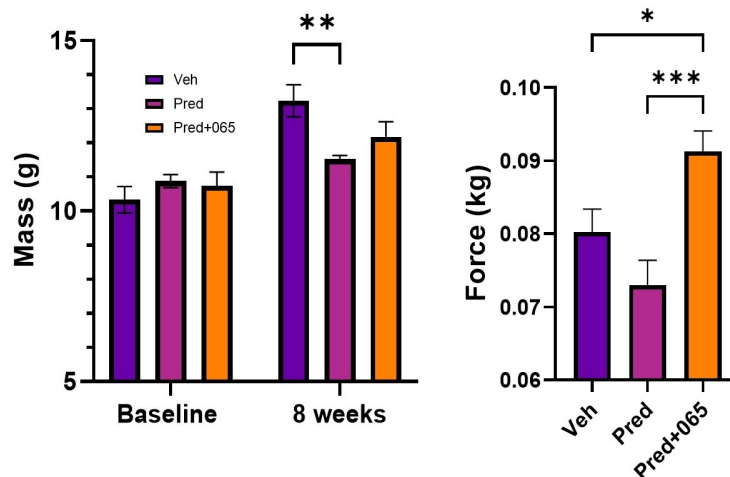 Mass (g)
15
10
5
Veh
Pred
Pred+065
**
Baseline
8 weeks
Force (kg)
0.10
0.09
0.08
0.07
0.06
*
***
Veh
Pred
Pred+065